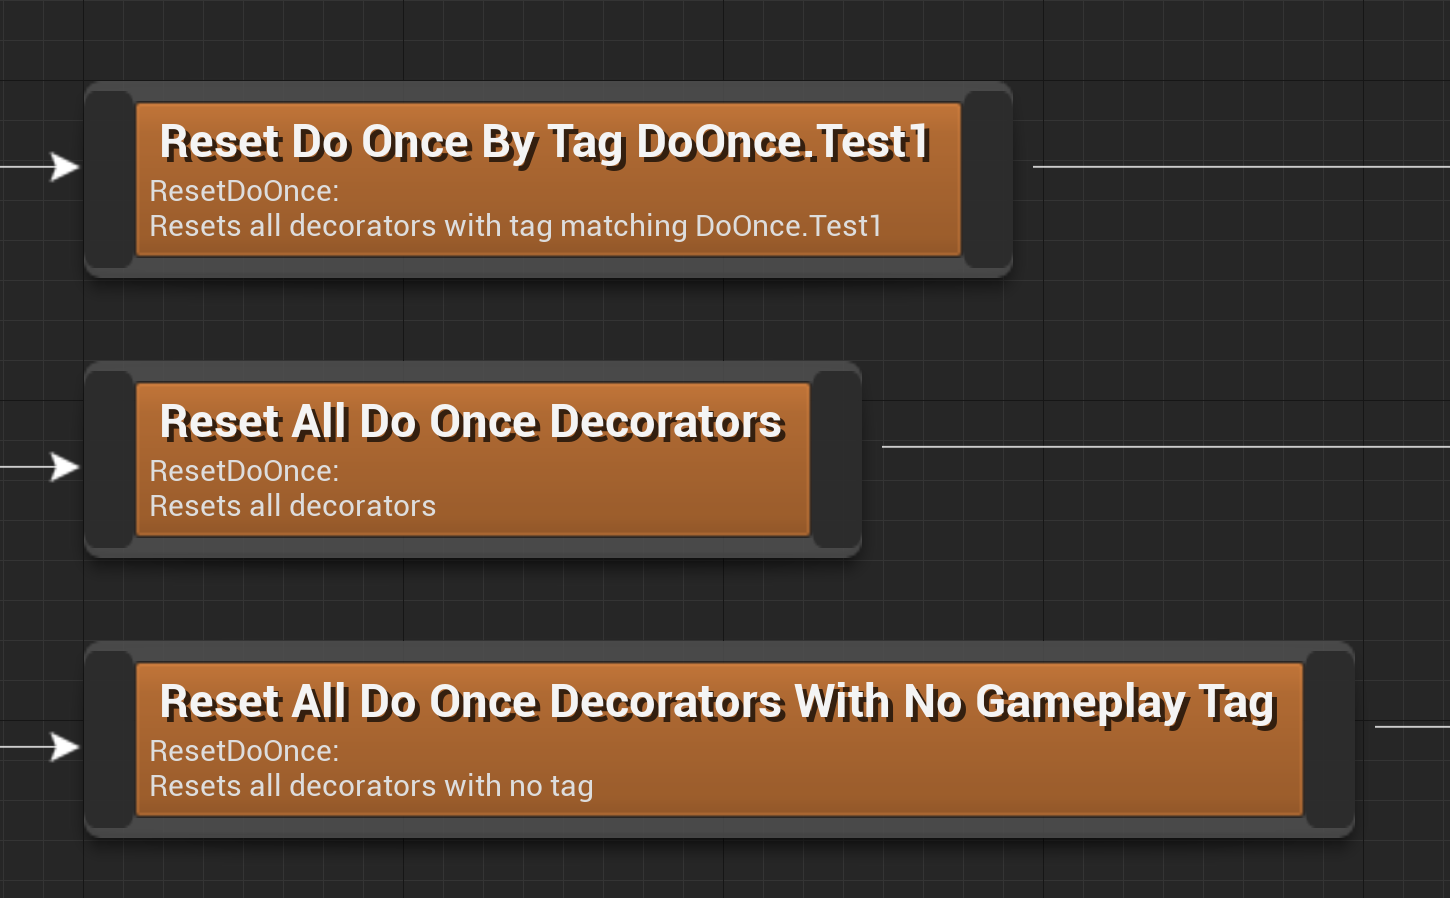 Reset Do Once By Tag DoOnce.Test1
ResetDoOnce:
Resets all decorators with tag matching DoOnce.Test1
Reset All Do Once Decorators
ResetDoOnce:
Resets all decorators
Reset All Do Once Decorators With No Gameplay Tag
ResetDoOnce:
Resets all decorators with no tag